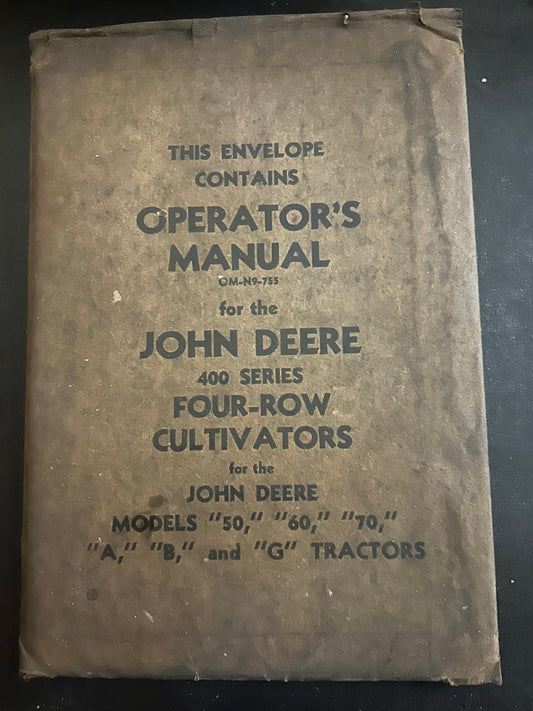 THIS ENVELOPE
CONTAINS
OPERATOR'S
MANUAL
OM-N9-755
for the
JOHN DEERE
400 SERIES
FOUR-ROW
CULTIVATORS
for the
JOHN DEERE
MODELS "50," "60," "70,"
"A," "B," and "G" TRACTORS